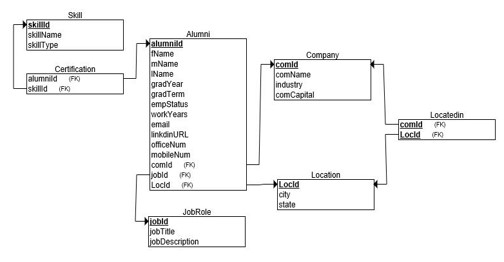 Skill
skillId
skillName
skillType
Certification
alumniId (FK)
skillId (FK)
Alumni
alumniId
fName
mName
lName
gradYear
gradTerm
empStatus
workYears
email
linkdinURL
officeNum
mobileNum
comId (FK)
jobId (FK)
LocId (FK)
Company
comId
comName
industry
comCapital
Locatedin
comId (FK)
LocId (FK)
Location
LocId
city
state
JobRole
jobId
jobTitle
jobDescription